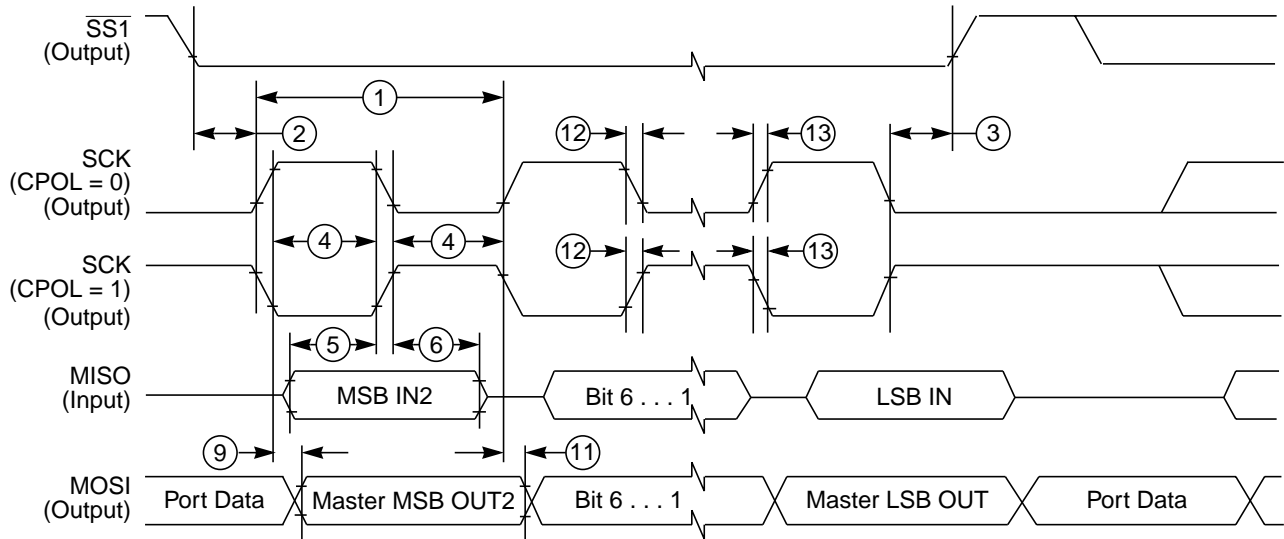 SS1
(Output)
1
2
12
13
3
SCK
(CPOL = 0)
(Output)
4
4
SCK
(CPOL = 1)
(Output)
12
13
5
6
MISO
(Input)
MSB IN2
Bit 6 . . . 1
LSB IN
9
11
MOSI
(Output)
Port Data
Master MSB OUT2
Bit 6 . . . 1
Master LSB OUT
Port Data